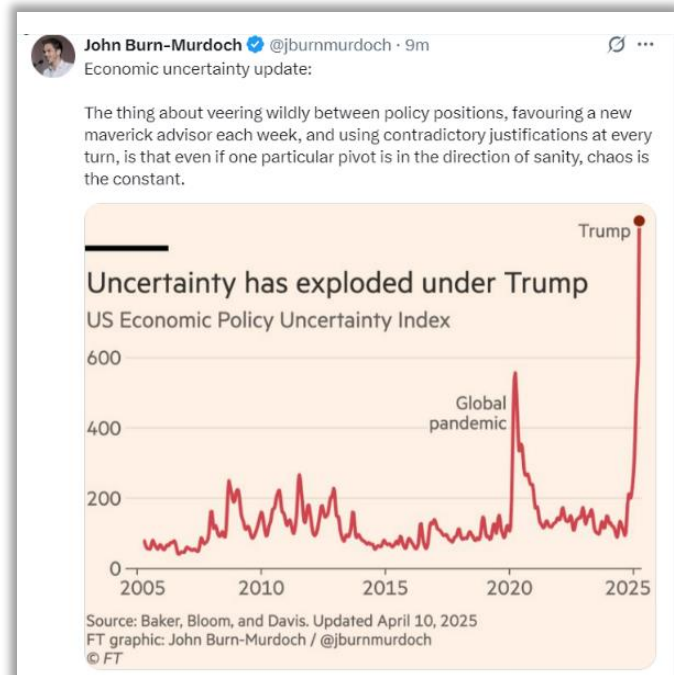 John Burn-Murdoch @jburnmurdoch · 9m
Economic uncertainty update:
The thing about veering wildly between policy positions, favouring a new
maverick advisor each week, and using contradictory justifications at every
turn, is that even if one particular pivot is in the direction of sanity, chaos is
the constant.
Trump
Uncertainty has exploded under Trump
US Economic Policy Uncertainty Index
600
Global
pandemic
400
200
0
2005 2010 2015 2020 2025
Source: Baker, Bloom, and Davis. Updated April 10, 2025
FT graphic: John Burn-Murdoch / @jburnmurdoch
© FT